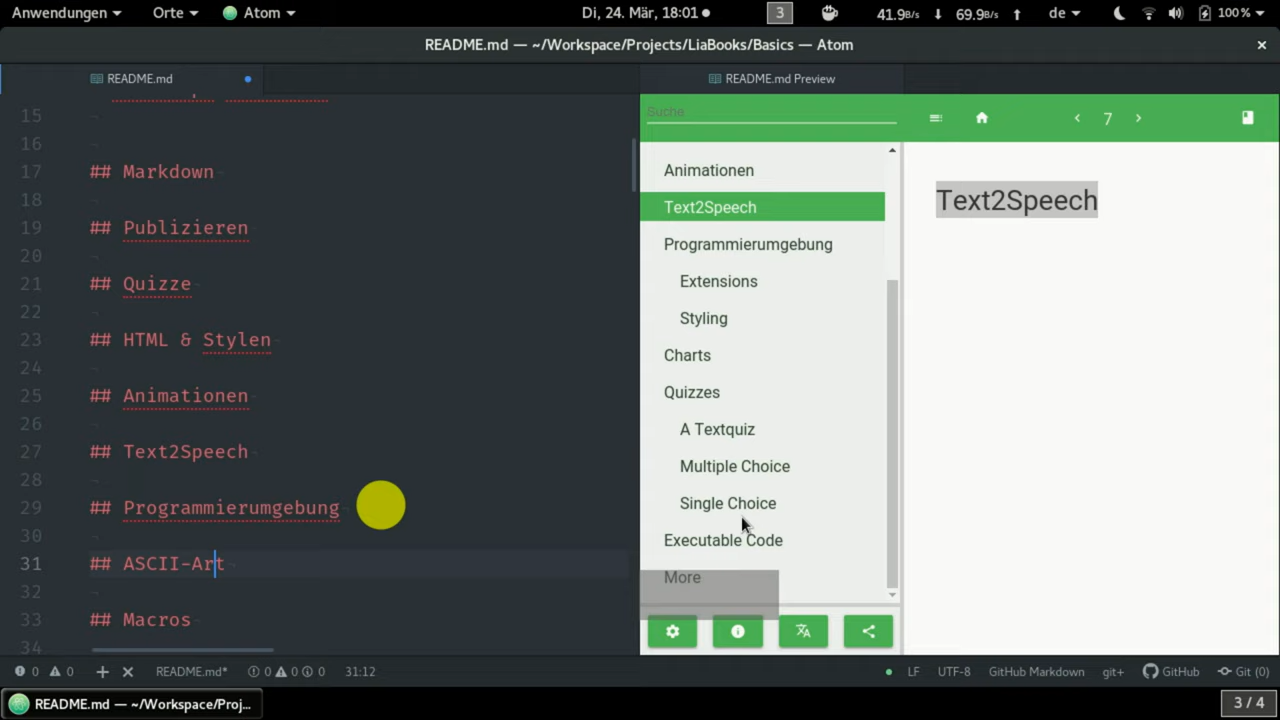 Anwendungen Orte Atom Di, 24. Mär, 18:01 3 41.9B/s 69.9B/s de 100%
README.md — ~/Workspace/Projects/LiaBooks/Basics — Atom
README.md README.md Preview
15
16
17 ## Markdown
18
19 ## Publizieren
20
21 ## Quizze
22
23 ## HTML & Stylen
24
25 ## Animationen
26
27 ## Text2Speech
28
29 ## Programmierumgebung
30
31 ## ASCII-Art
32
33 ## Macros
34
Suche
7
Animationen
Text2Speech
Programmierumgebung
Extensions
Styling
Charts
Quizzes
A Textquiz
Multiple Choice
Single Choice
Executable Code
More
Text2Speech
0 0 README.md* 0 0 0 31:12 LF UTF-8 GitHub Markdown git+ GitHub Git (0)
README.md — ~/Workspace/Proj... 3 / 4